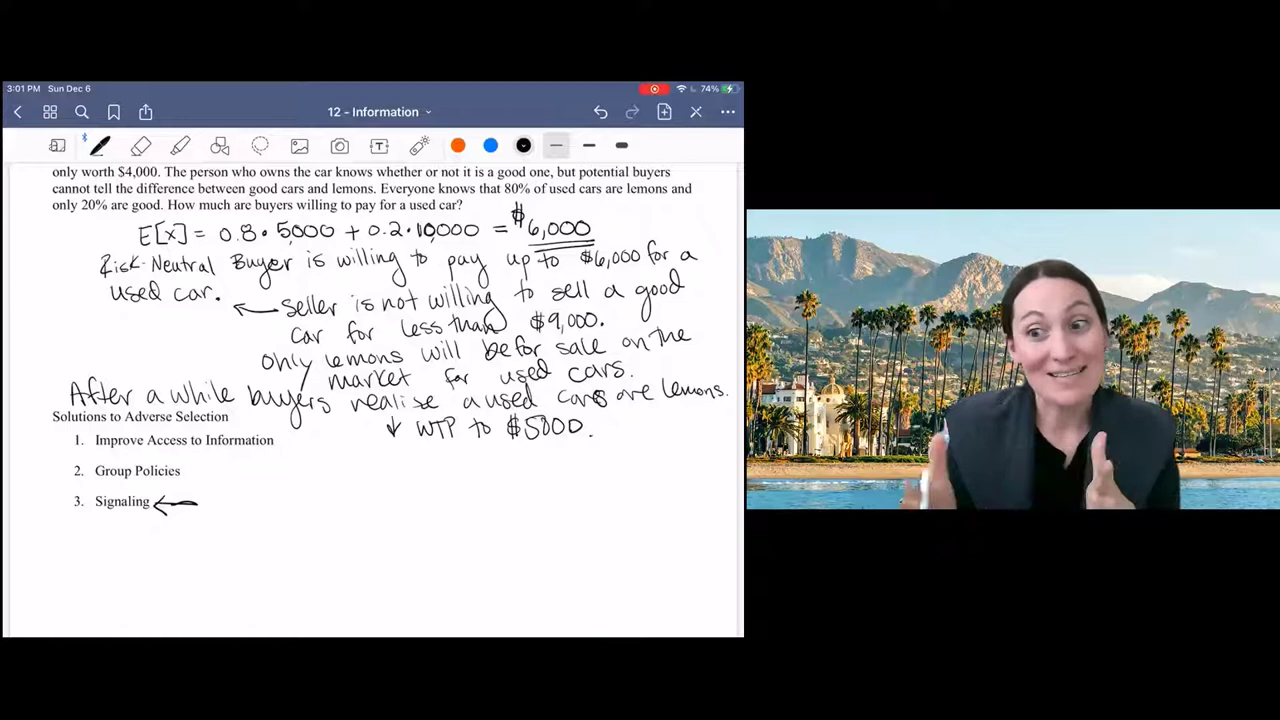 3:01 PM Sun Dec 6
74%
12 - Information
only worth $4,000. The person who owns the car knows whether or not it is a good one, but potential buyers
cannot tell the difference between good cars and lemons. Everyone knows that 80% of used cars are lemons and
only 20% are good. How much are buyers willing to pay for a used car?
E[x] = 0.8 · 5,000 + 0.2 · 10,000 = $6,000
Risk-Neutral Buyer is willing to pay up to $6,000 for a
used car.
← seller is not willing to sell a good
car for less than $9,000.
only lemons will be for sale on the
market for used cars.
After a while buyers realize a used cars are lemons.
Solutions to Adverse Selection
↓ WTP to $5000.
1. Improve Access to Information
2. Group Policies
3. Signaling ←